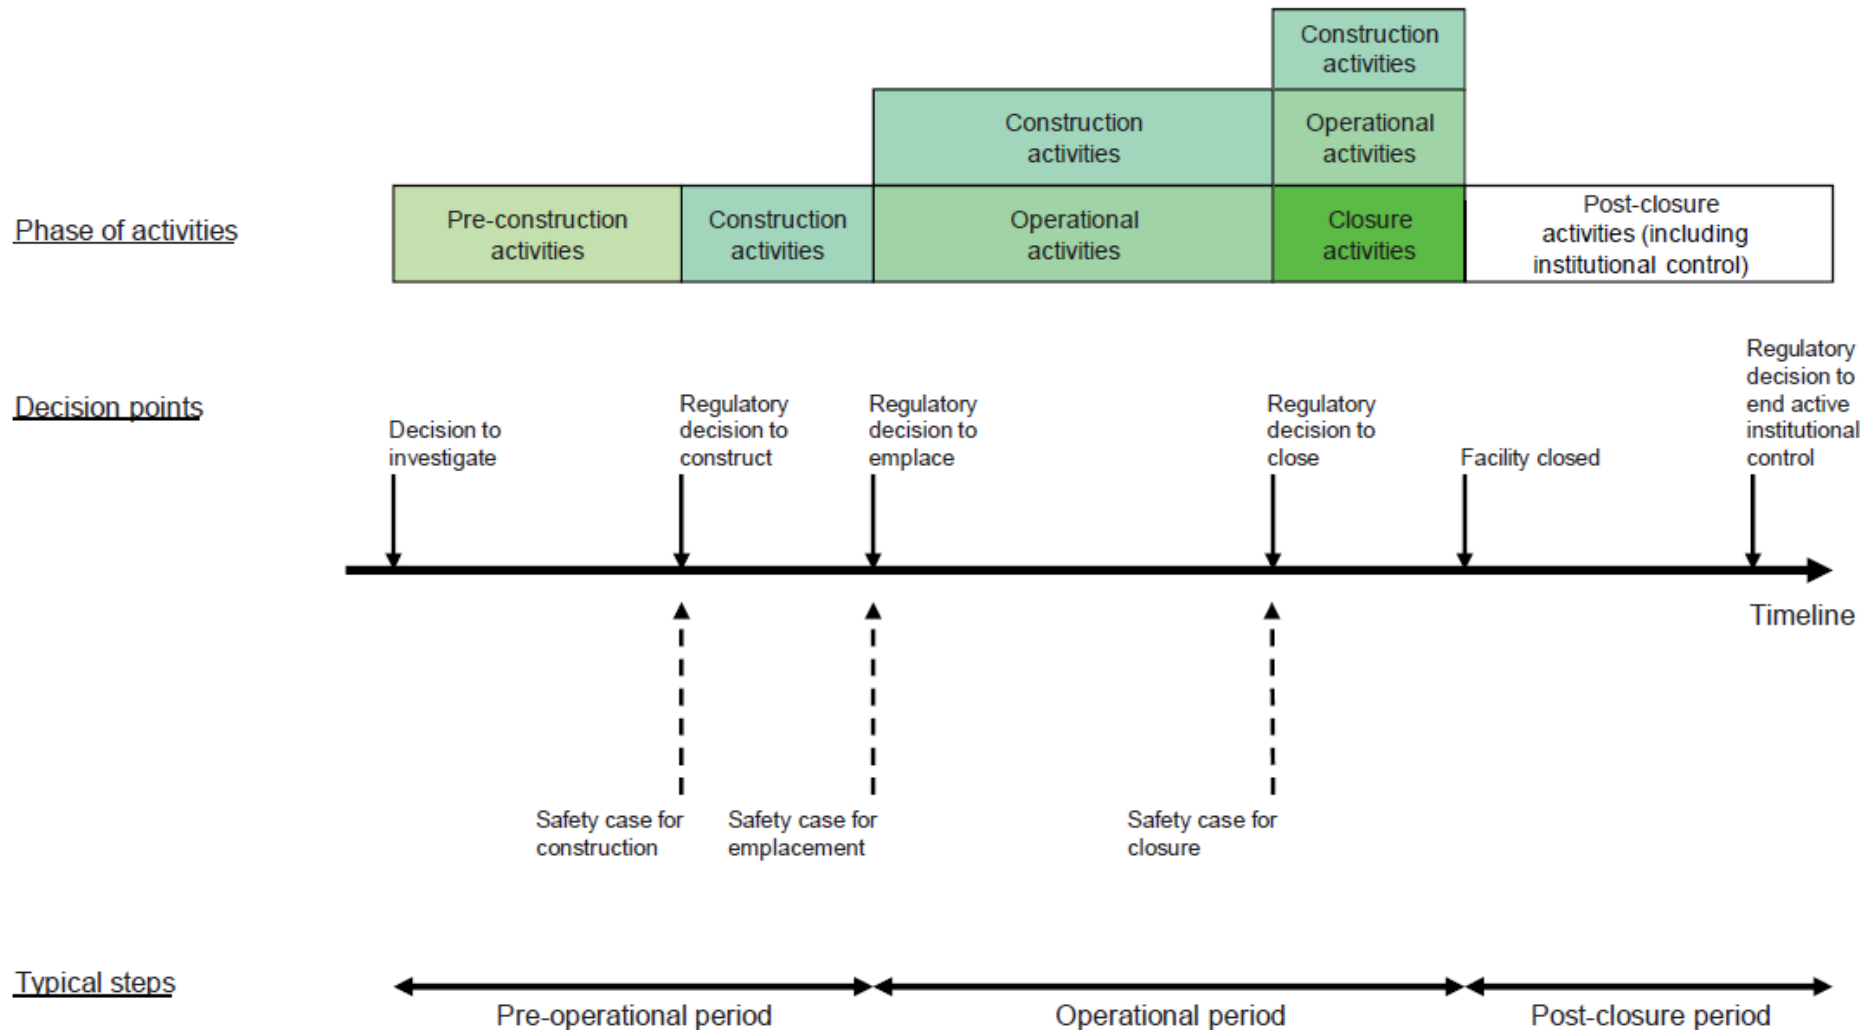 Construction
activities
Construction
activities
Operational
activities
Phase of activities
Pre-construction
activities
Construction
activities
Operational
activities
Closure
activities
Post-closure
activities (including
institutional control)
Decision points
Decision to
investigate
Regulatory
decision to
construct
Regulatory
decision to
emplace
Regulatory
decision to
close
Facility closed
Regulatory
decision to
end active
institutional
control
Timeline
Safety case for
construction
Safety case for
emplacement
Safety case for
closure
Typical steps
Pre-operational period
Operational period
Post-closure period